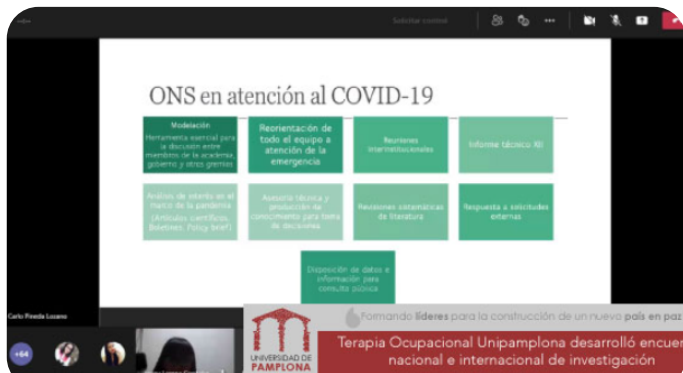 Solicitar control
ONS en atención al COVID-19
Modelación
Herramienta esencial para
la discusión entre
miembros de la academia,
gobierno y otros gremios
Reorientación de
todo el equipo a
atención de la
emergencia
Reuniones
interinstitucionales
Informe técnico XII
Análisis de interés en el
marco de la pandemia
(Artículos científicos,
Boletines, Policy brief)
Asesoría técnica y
producción de
conocimiento para toma
de decisiones
Revisiones sistemáticas
de literatura
Respuesta a solicitudes
externas
Disposición de datos e
información para
consulta pública
Carlo Pineda Lozano
+64
UNIVERSIDAD DE
PAMPLONA
Formando líderes para la construcción de un nuevo país en paz
Terapia Ocupacional Unipamplona desarrolló encuen
nacional e internacional de investigación